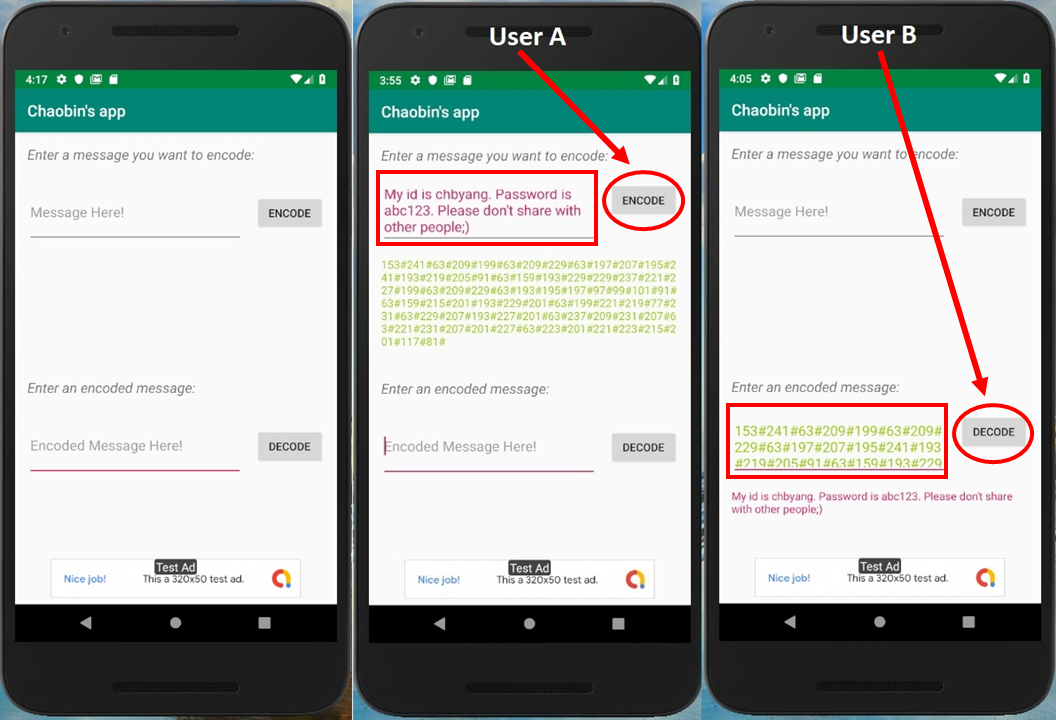 4:17
Chaobin's app
Enter a message you want to encode:
Message Here!
ENCODE
Enter an encoded message:
Encoded Message Here!
DECODE
Nice job!
Test Ad
This a 320x50 test ad.
User A
3:55
Chaobin's app
Enter a message you want to encode:
My id is chbyang. Password is
abc123. Please don't share with
other people;)
ENCODE
153#241#63#209#199#63#209#229#63#197#207#195#2
41#193#219#205#91#63#159#193#229#229#237#221#2
27#199#63#209#229#63#193#195#197#97#99#101#91#
63#159#215#201#193#229#201#63#199#221#219#77#2
31#63#229#207#193#227#201#63#237#209#231#207#6
3#221#231#207#201#227#63#223#201#221#223#215#2
01#117#81#
Enter an encoded message:
Encoded Message Here!
DECODE
Nice job!
Test Ad
This a 320x50 test ad.
User B
4:05
Chaobin's app
Enter a message you want to encode:
Message Here!
ENCODE
Enter an encoded message:
153#241#63#209#199#63#209#
229#63#197#207#195#241#193
#219#205#91#63#159#193#229
DECODE
My id is chbyang. Password is abc123. Please don't share
with other people;)
Nice job!
Test Ad
This a 320x50 test ad.